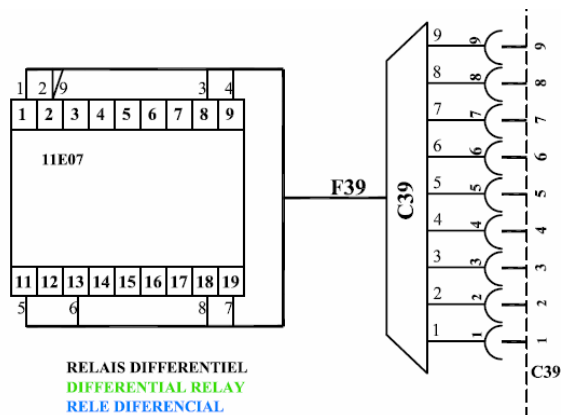 1 2 9 3 4
1 2 3 4 5 6 7 8 9
11E07
11 12 13 14 15 16 17 18 19
5 6 8 7
F39
C39
9 9 9
8 8 8
7 7 7
6 6 6
5 5 5
4 4 4
3 3 3
2 2 2
1 1 1
C39
RELAIS DIFFERENTIEL
DIFFERENTIAL RELAY
RELE DIFERENCIAL